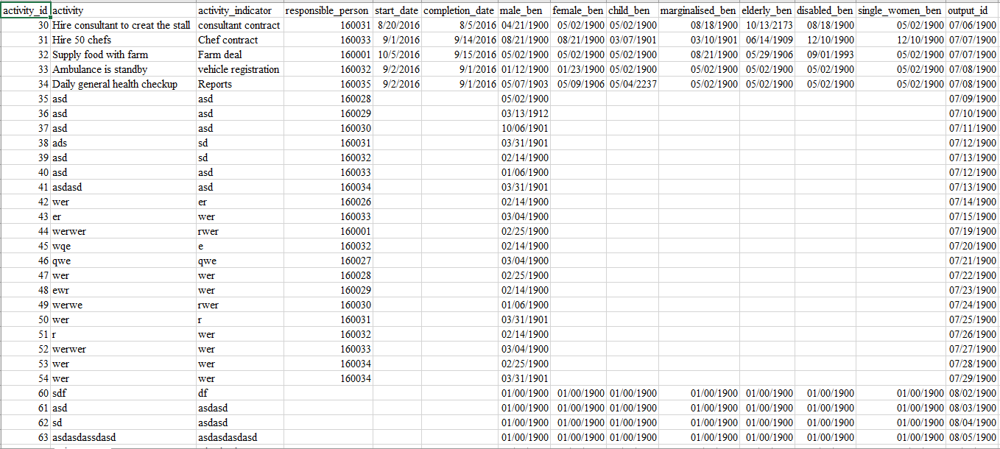 activity_id activity activity_indicator responsible_person start_date completion_date male_ben female_ben child_ben marginalised_ben elderly_ben disabled_ben single_women_ben output_id
30 Hire consultant to creat the stall consultant contract 160031 8/20/2016 8/5/2016 04/21/1900 05/02/1900 05/02/1900 08/18/1900 10/13/2173 08/18/1900 05/02/1900 07/06/1900
31 Hire 50 chefs Chef contract 160033 9/1/2016 9/14/2016 08/21/1900 08/21/1900 03/07/1901 03/10/1901 06/14/1909 12/10/1900 12/10/1900 07/07/1900
32 Supply food with farm Farm deal 160001 10/5/2016 9/15/2016 05/02/1900 05/02/1900 05/02/1900 08/21/1900 05/29/1906 09/01/1993 05/02/1900 07/07/1900
33 Ambulance is standby vehicle registration 160032 9/2/2016 9/1/2016 01/12/1900 01/23/1900 05/02/1900 05/02/1900 05/02/1900 05/02/1900 05/02/1900 07/08/1900
34 Daily general health checkup Reports 160035 9/2/2016 9/1/2016 05/07/1903 05/09/1906 05/04/2237 05/02/1900 05/02/1900 05/02/1900 05/02/1900 07/08/1900
35 asd asd 160028 05/02/1900 07/09/1900
36 asd asd 160029 03/13/1912 07/10/1900
37 asd asd 160030 10/06/1901 07/11/1900
38 ads sd 160031 03/31/1901 07/12/1900
39 asd sd 160032 02/14/1900 07/13/1900
40 asd asd 160033 01/06/1900 07/12/1900
41 asdasd asd 160034 03/31/1901 07/13/1900
42 wer er 160026 02/14/1900 07/14/1900
43 er wer 160033 03/04/1900 07/15/1900
44 werwer rwer 160001 02/25/1900 07/19/1900
45 wqe e 160032 02/14/1900 07/20/1900
46 qwe qwe 160027 03/04/1900 07/21/1900
47 wer wer 160028 02/25/1900 07/22/1900
48 ewr wer 160029 02/14/1900 07/23/1900
49 werwe rwer 160030 01/06/1900 07/24/1900
50 wer r 160031 03/31/1901 07/25/1900
51 r wer 160032 02/14/1900 07/26/1900
52 werwer wer 160033 03/04/1900 07/27/1900
53 wer wer 160034 02/25/1900 07/28/1900
54 wer wer 160034 03/31/1901 07/29/1900
60 sdf df 01/00/1900 01/00/1900 01/00/1900 01/00/1900 01/00/1900 01/00/1900 01/00/1900 08/02/1900
61 asd asdasd 01/00/1900 01/00/1900 01/00/1900 01/00/1900 01/00/1900 01/00/1900 01/00/1900 08/03/1900
62 sd asdasd 01/00/1900 01/00/1900 01/00/1900 01/00/1900 01/00/1900 01/00/1900 01/00/1900 08/04/1900
63 asdasdassdasd asdasdasdasd 01/00/1900 01/00/1900 01/00/1900 01/00/1900 01/00/1900 01/00/1900 01/00/1900 08/05/1900